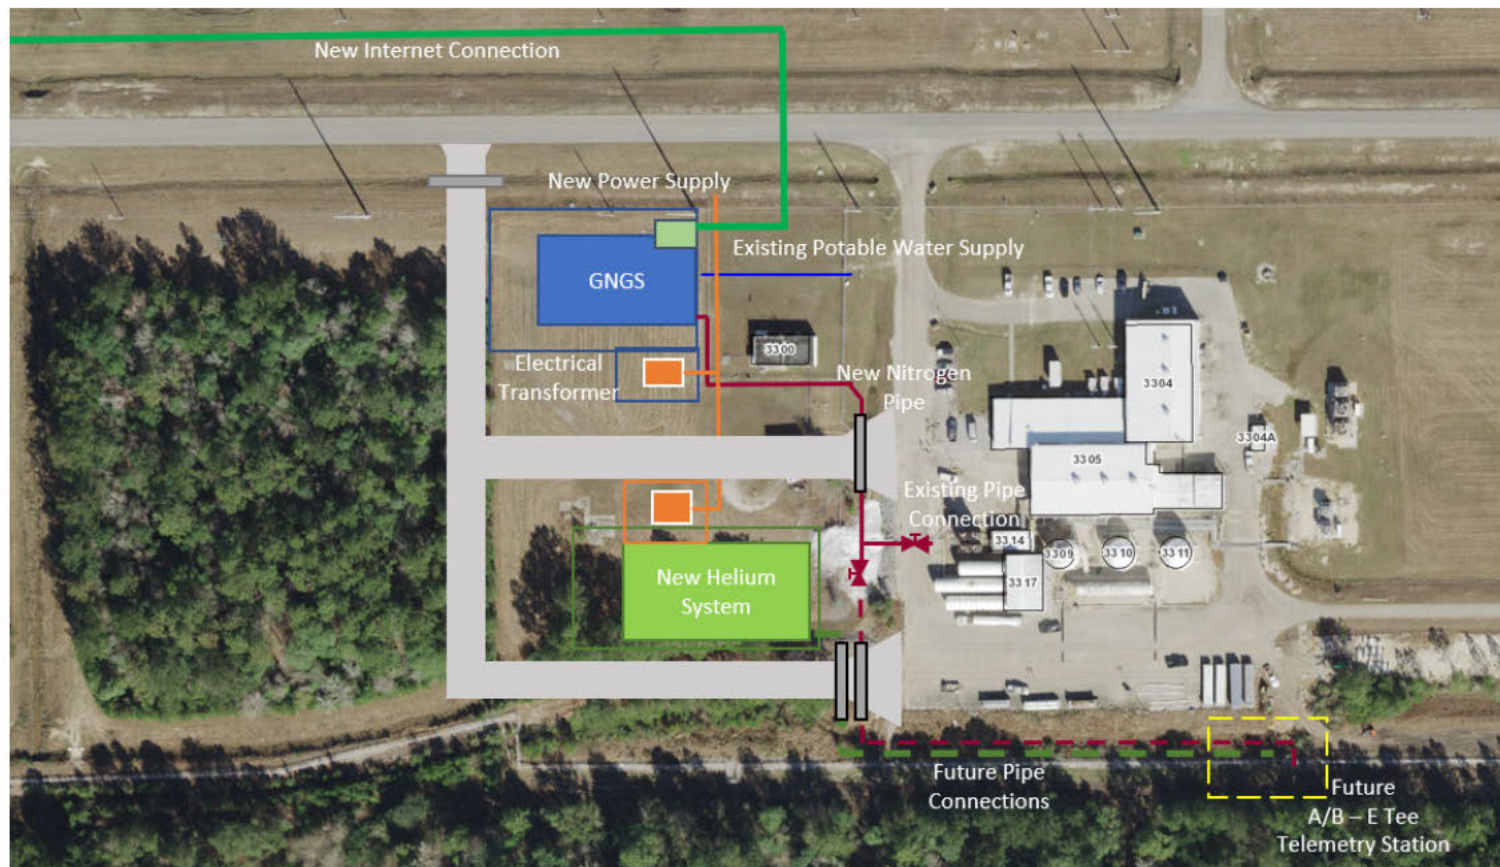 New Internet Connection
New Power Supply
Existing Potable Water Supply
GNGS
3300
Electrical
Transformer
New Nitrogen
Pipe
3304
3304A
3305
Existing Pipe
Connection
3314
3309
3310
3311
3317
New Helium
System
Future Pipe
Connections
Future
A/B – E Tee
Telemetry Station